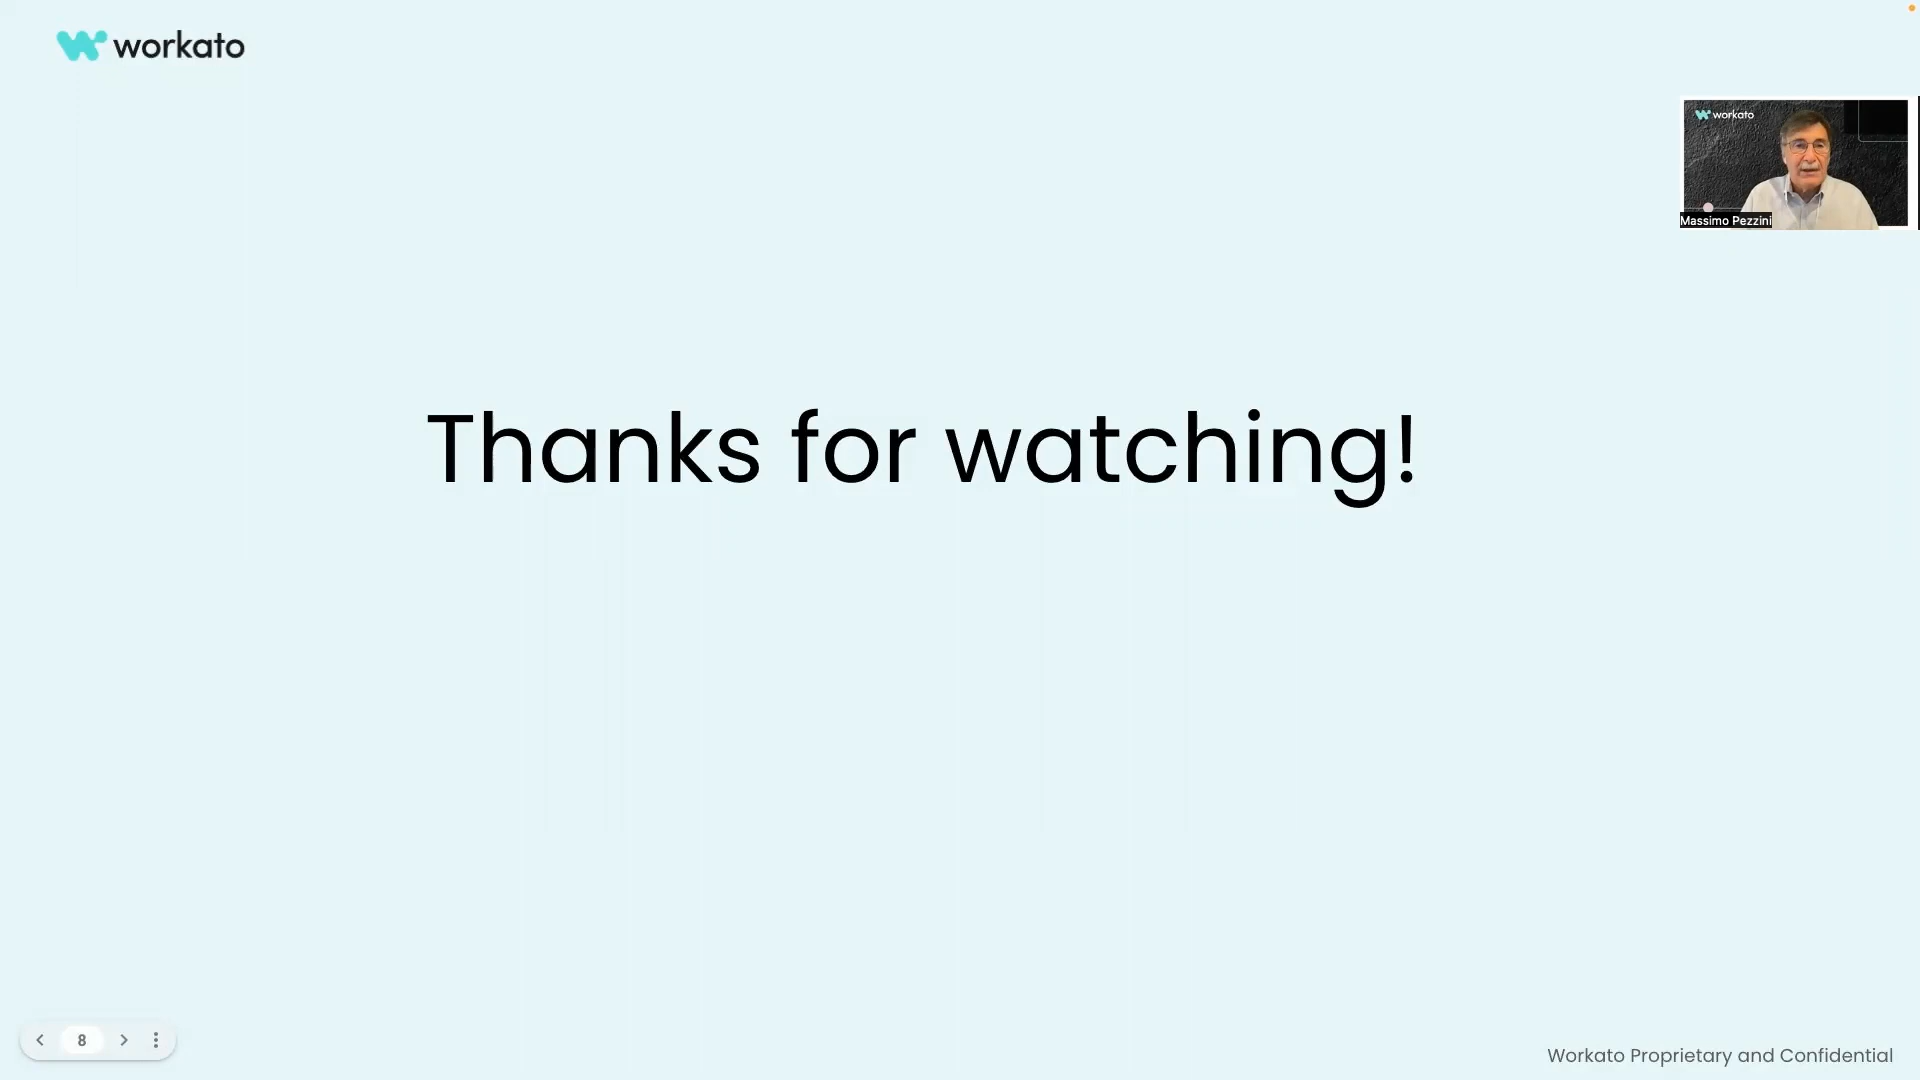 workato
workato
Massimo Pezzini
Thanks for watching!
8
Workato Proprietary and Confidential